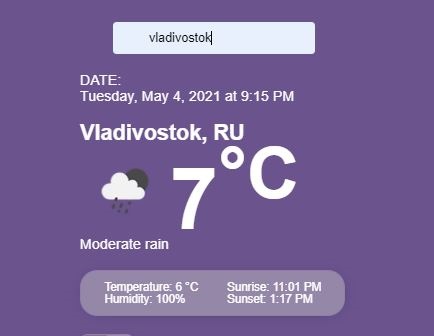 vladivostok
DATE:
Tuesday, May 4, 2021 at 9:15 PM
Vladivostok, RU
7°C
Moderate rain
Temperature: 6 °C Sunrise: 11:01 PM
Humidity: 100% Sunset: 1:17 PM